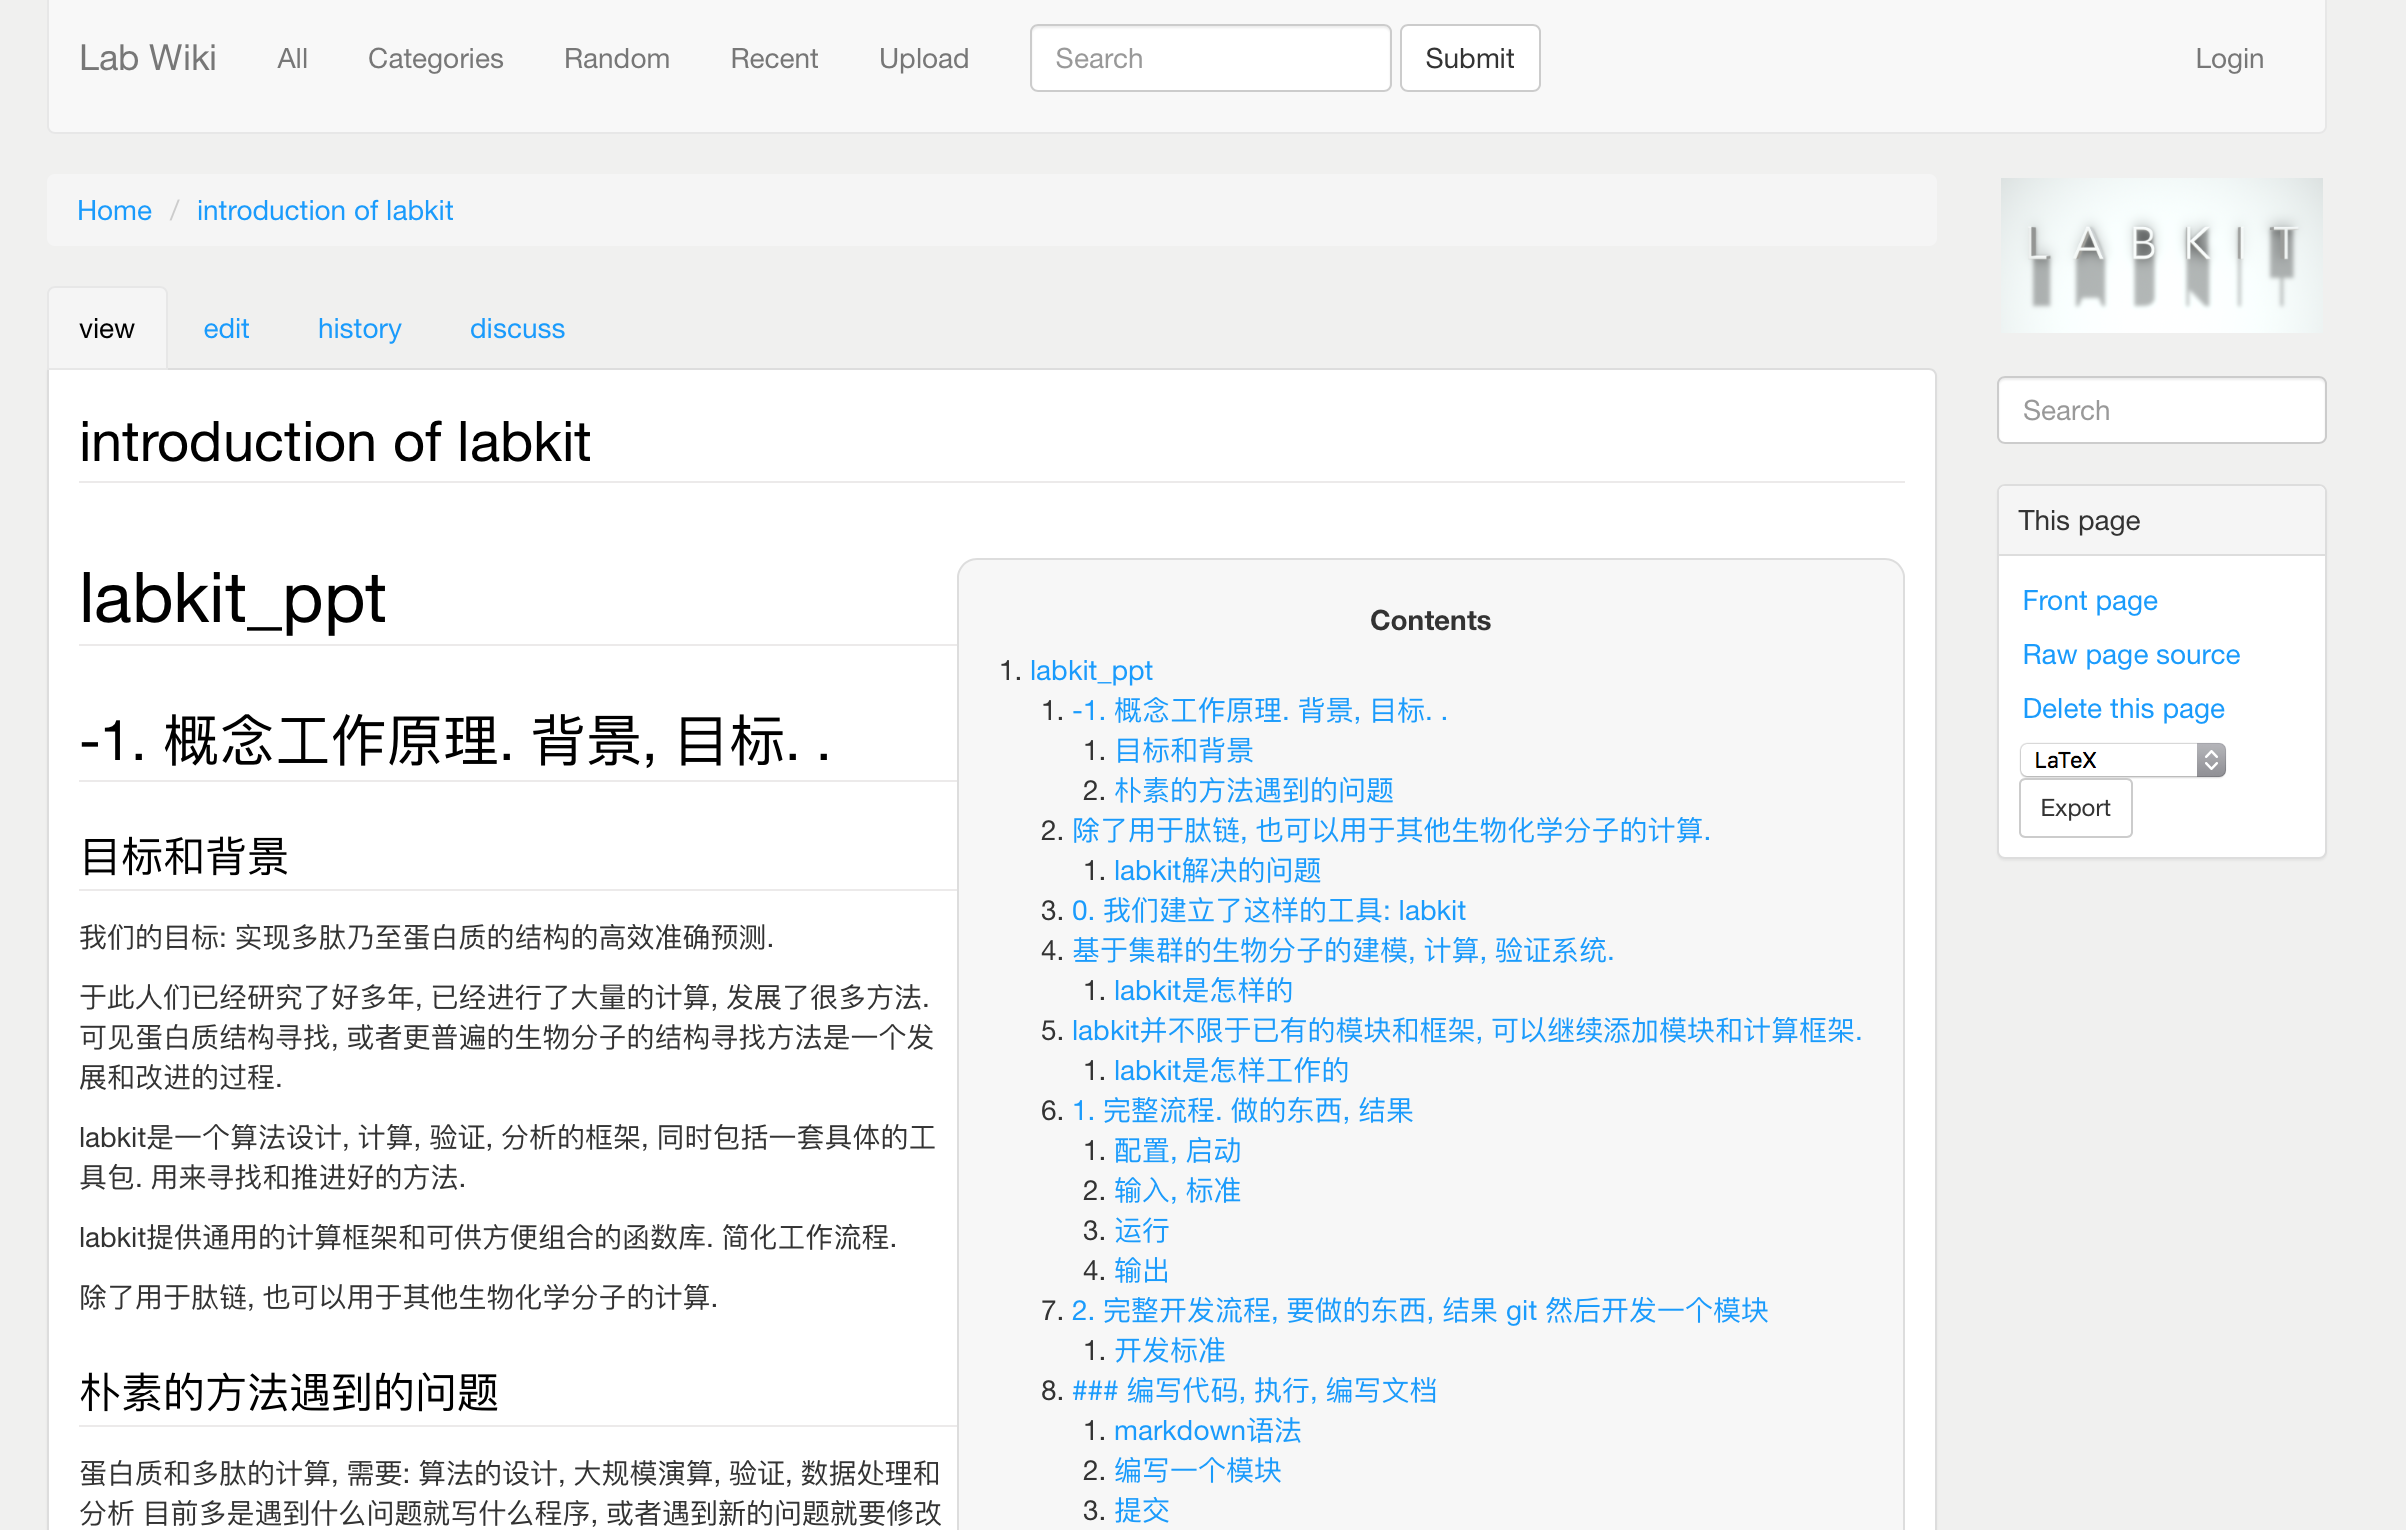 Lab Wiki All Categories Random Recent Upload Search Submit Login
Home / introduction of labkit
LABKIT
view edit history discuss
introduction of labkit
labkit_ppt
-1. 概念工作原理. 背景, 目标. .
目标和背景
我们的目标: 实现多肽乃至蛋白质的结构的高效准确预测.
于此人们已经研究了好多年, 已经进行了大量的计算, 发展了很多方法.
可见蛋白质结构寻找, 或者更普遍的生物分子的结构寻找方法是一个发
展和改进的过程.
labkit是一个算法设计, 计算, 验证, 分析的框架, 同时包括一套具体的工
具包. 用来寻找和推进好的方法.
labkit提供通用的计算框架和可供方便组合的函数库. 简化工作流程.
除了用于肽链, 也可以用于其他生物化学分子的计算.
朴素的方法遇到的问题
蛋白质和多肽的计算, 需要: 算法的设计, 大规模演算, 验证, 数据处理和
分析 目前多是遇到什么问题就写什么程序, 或者遇到新的问题就要修改
Contents
1. labkit_ppt
1. -1. 概念工作原理. 背景, 目标. .
1. 目标和背景
2. 朴素的方法遇到的问题
2. 除了用于肽链, 也可以用于其他生物化学分子的计算.
1. labkit解决的问题
3. 0. 我们建立了这样的工具: labkit
4. 基于集群的生物分子的建模, 计算, 验证系统.
1. labkit是怎样的
5. labkit并不限于已有的模块和框架, 可以继续添加模块和计算框架.
1. labkit是怎样工作的
6. 1. 完整流程. 做的东西, 结果
1. 配置, 启动
2. 输入, 标准
3. 运行
4. 输出
7. 2. 完整开发流程, 要做的东西, 结果 git 然后开发一个模块
1. 开发标准
8. ### 编写代码, 执行, 编写文档
1. markdown语法
2. 编写一个模块
3. 提交
Search
This page
Front page
Raw page source
Delete this page
LaTeX
Export